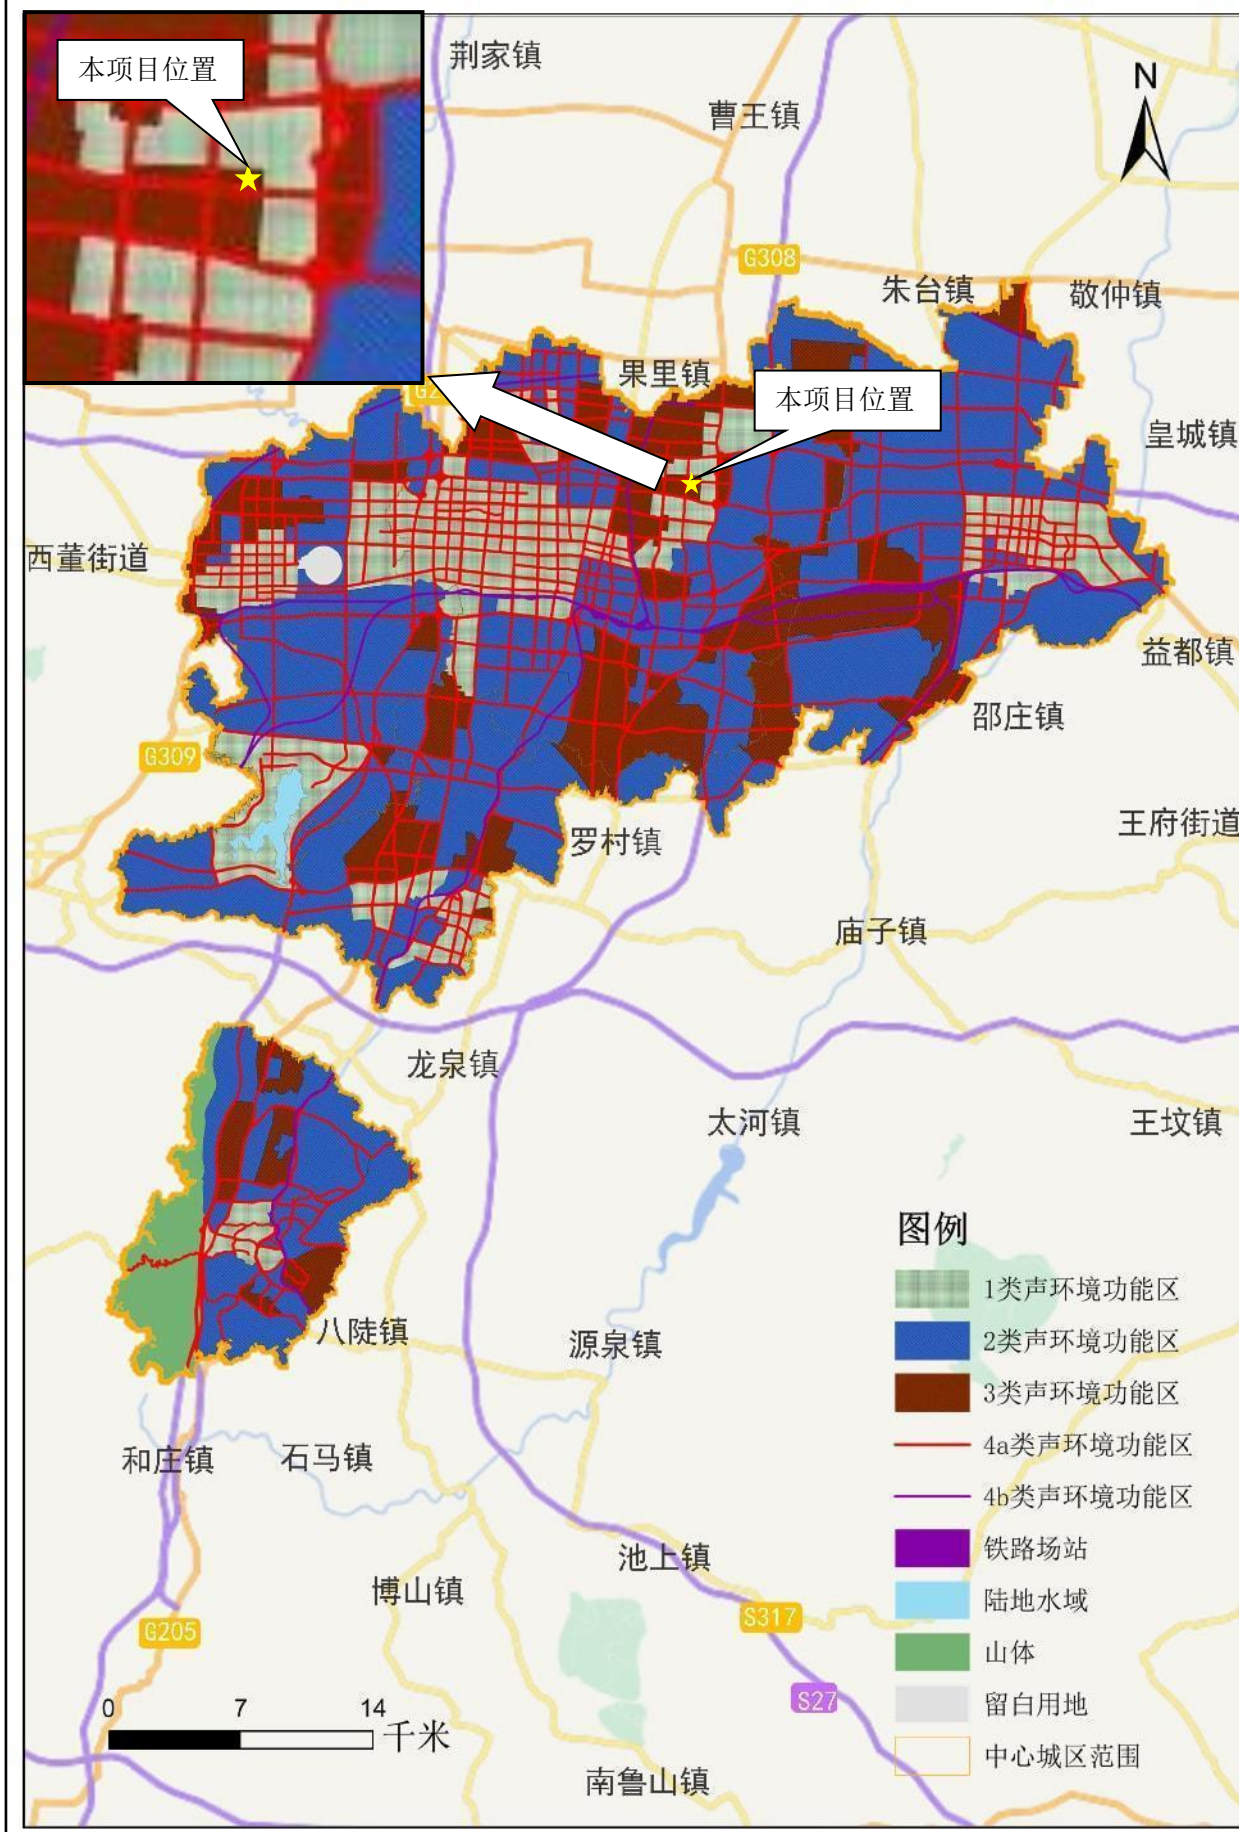 本项目位置
荆家镇
曹王镇
N
G308
朱台镇
敬仲镇
果里镇
本项目位置
皇城镇
西董街道
益都镇
邵庄镇
G309
王府街道
罗村镇
庙子镇
龙泉镇
太河镇
王坟镇
图例
1类声环境功能区
2类声环境功能区
3类声环境功能区
4a类声环境功能区
4b类声环境功能区
铁路场站
陆地水域
山体
留白用地
中心城区范围
八陡镇
源泉镇
和庄镇
石马镇
池上镇
博山镇
S317
G205
S27
0 7 14
千米
南鲁山镇